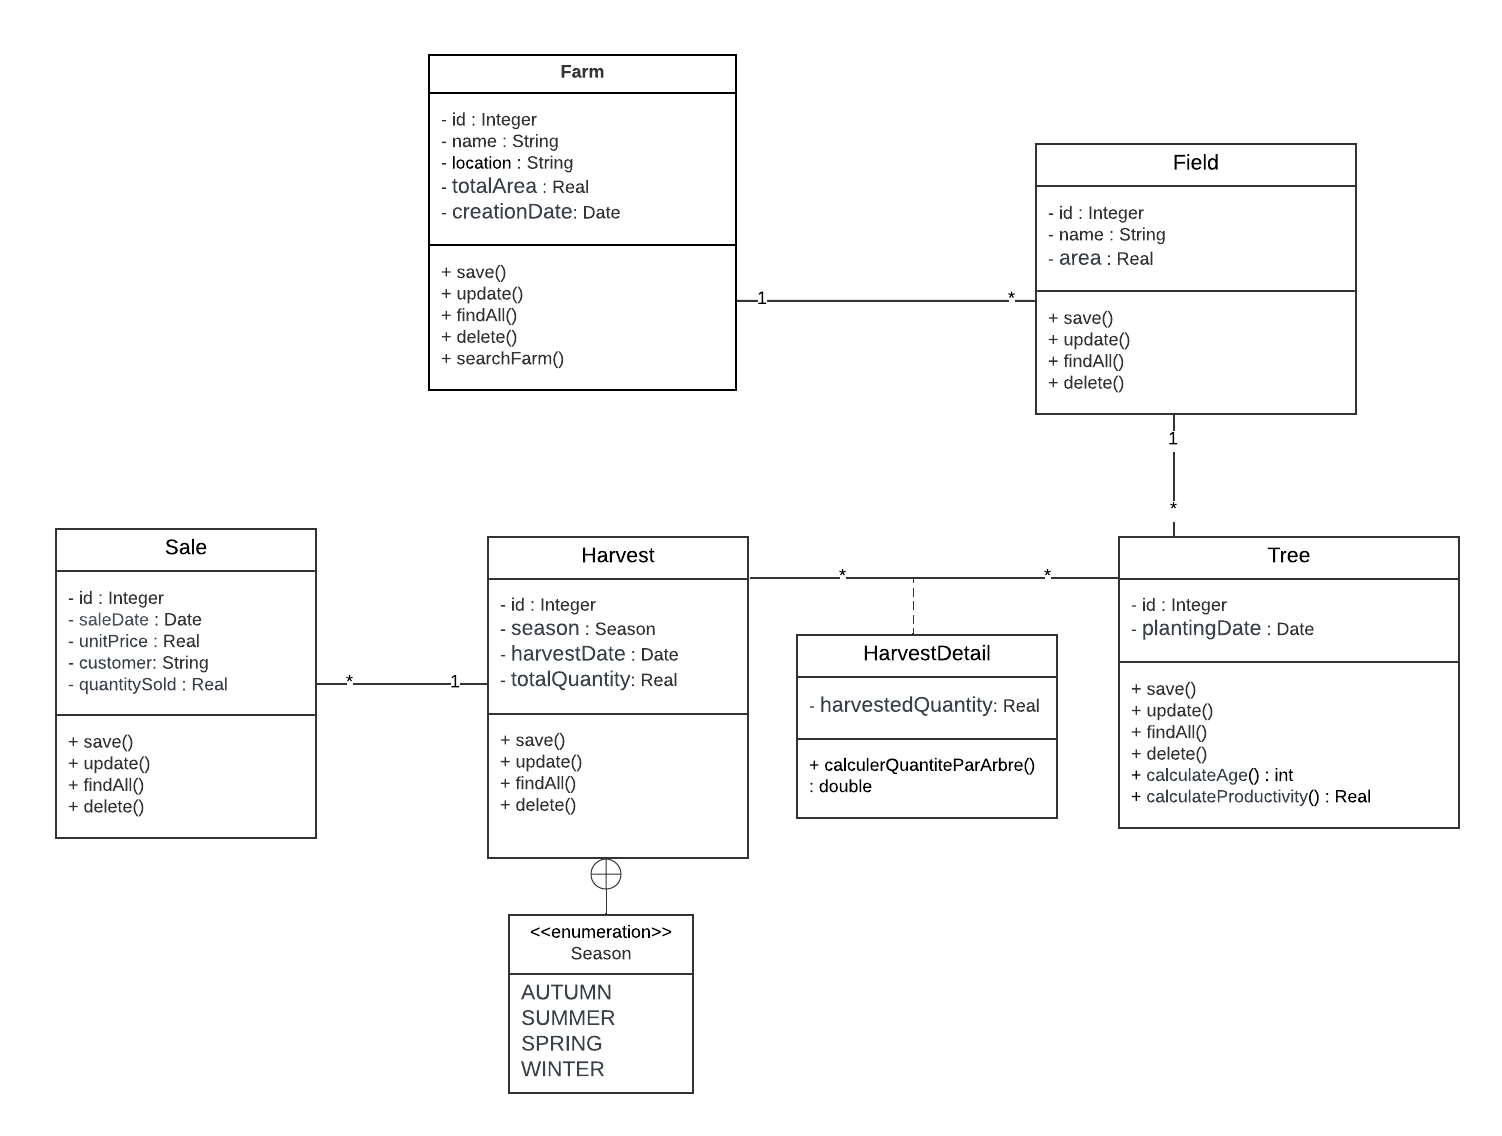 Farm
- id : Integer
- name : String
- location : String
- totalArea : Real
- creationDate: Date
+ save()
+ update()
+ findAll()
+ delete()
+ searchFarm()
1
*
Field
- id : Integer
- name : String
- area : Real
+ save()
+ update()
+ findAll()
+ delete()
1
*
Sale
- id : Integer
- saleDate : Date
- unitPrice : Real
- customer: String
- quantitySold : Real
+ save()
+ update()
+ findAll()
+ delete()
*
1
Harvest
- id : Integer
- season : Season
- harvestDate : Date
- totalQuantity: Real
+ save()
+ update()
+ findAll()
+ delete()
*
*
HarvestDetail
- harvestedQuantity: Real
+ calculerQuantiteParArbre()
: double
Tree
- id : Integer
- plantingDate : Date
+ save()
+ update()
+ findAll()
+ delete()
+ calculateAge() : int
+ calculateProductivity() : Real
<<enumeration>>
Season
AUTUMN
SUMMER
SPRING
WINTER